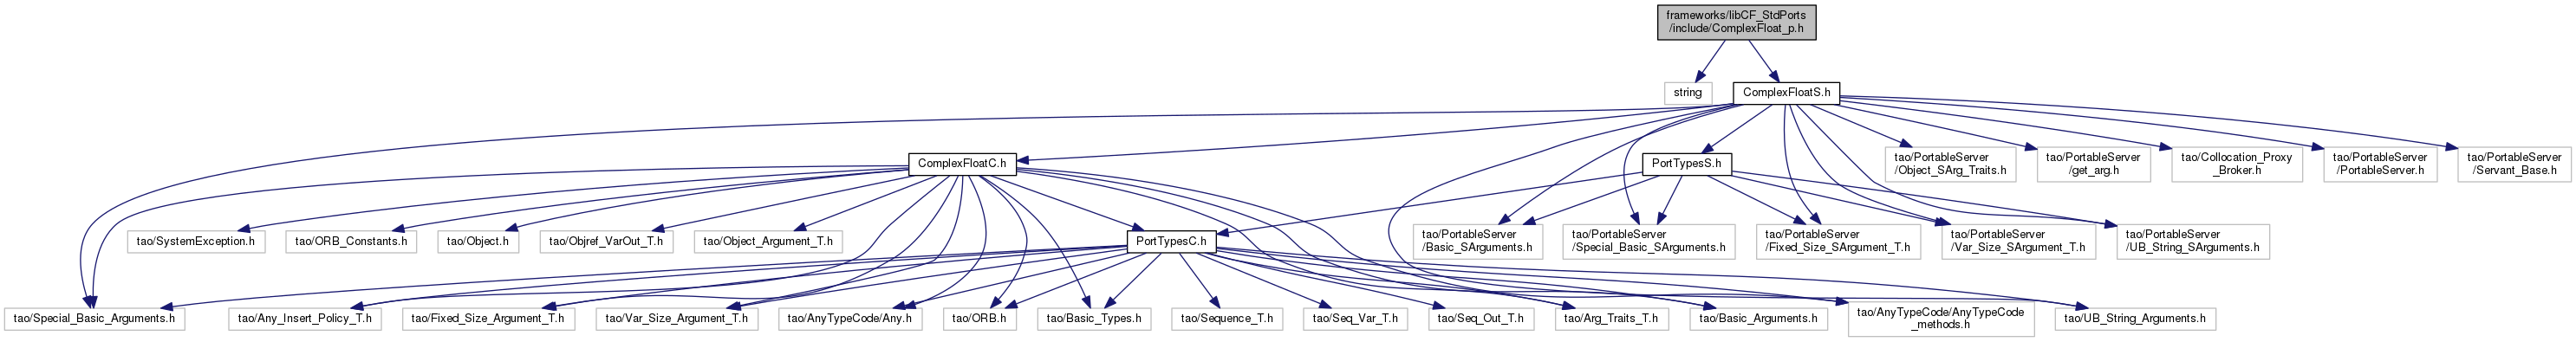 frameworks/libCF_StdPorts
/include/ComplexFloat_p.h
string
ComplexFloatS.h
ComplexFloatC.h
PortTypesS.h
tao/PortableServer
/Object_SArg_Traits.h
tao/PortableServer
/get_arg.h
tao/Collocation_Proxy
_Broker.h
tao/PortableServer
/PortableServer.h
tao/PortableServer
/Servant_Base.h
tao/SystemException.h
tao/ORB_Constants.h
tao/Object.h
tao/Objref_VarOut_T.h
tao/Object_Argument_T.h
PortTypesC.h
tao/PortableServer
/Basic_SArguments.h
tao/PortableServer
/Special_Basic_SArguments.h
tao/PortableServer
/Fixed_Size_SArgument_T.h
tao/PortableServer
/Var_Size_SArgument_T.h
tao/PortableServer
/UB_String_SArguments.h
tao/Special_Basic_Arguments.h
tao/Any_Insert_Policy_T.h
tao/Fixed_Size_Argument_T.h
tao/Var_Size_Argument_T.h
tao/AnyTypeCode/Any.h
tao/ORB.h
tao/Basic_Types.h
tao/Sequence_T.h
tao/Seq_Var_T.h
tao/Seq_Out_T.h
tao/Arg_Traits_T.h
tao/Basic_Arguments.h
tao/AnyTypeCode/AnyTypeCode
_methods.h
tao/UB_String_Arguments.h